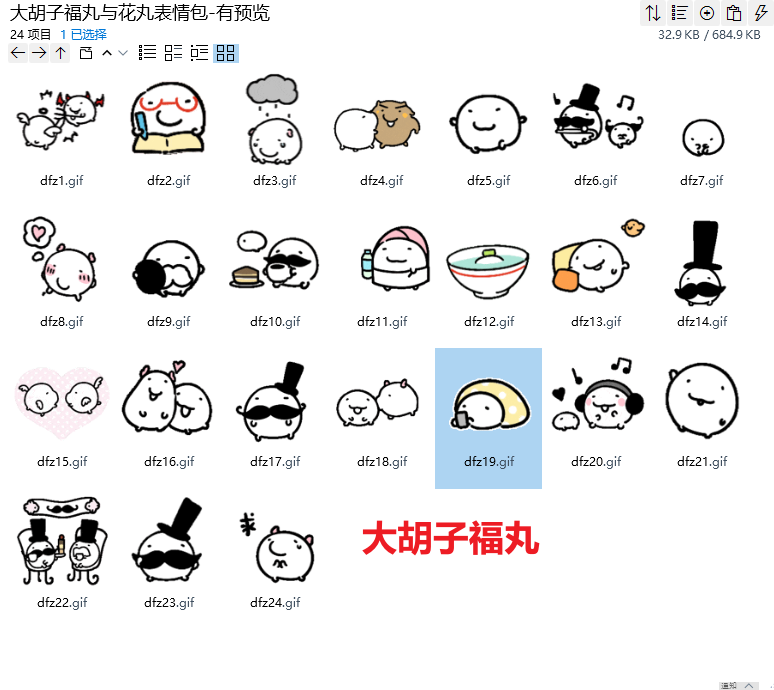 大胡子福丸与花丸表情包-有预览
24 项目 1 已选择
32.9 KB / 684.9 KB
dfz1.gif dfz2.gif dfz3.gif dfz4.gif dfz5.gif dfz6.gif dfz7.gif
dfz8.gif dfz9.gif dfz10.gif dfz11.gif dfz12.gif dfz13.gif dfz14.gif
dfz15.gif dfz16.gif dfz17.gif dfz18.gif dfz19.gif dfz20.gif dfz21.gif
求
大胡子福丸
dfz22.gif dfz23.gif dfz24.gif
通知